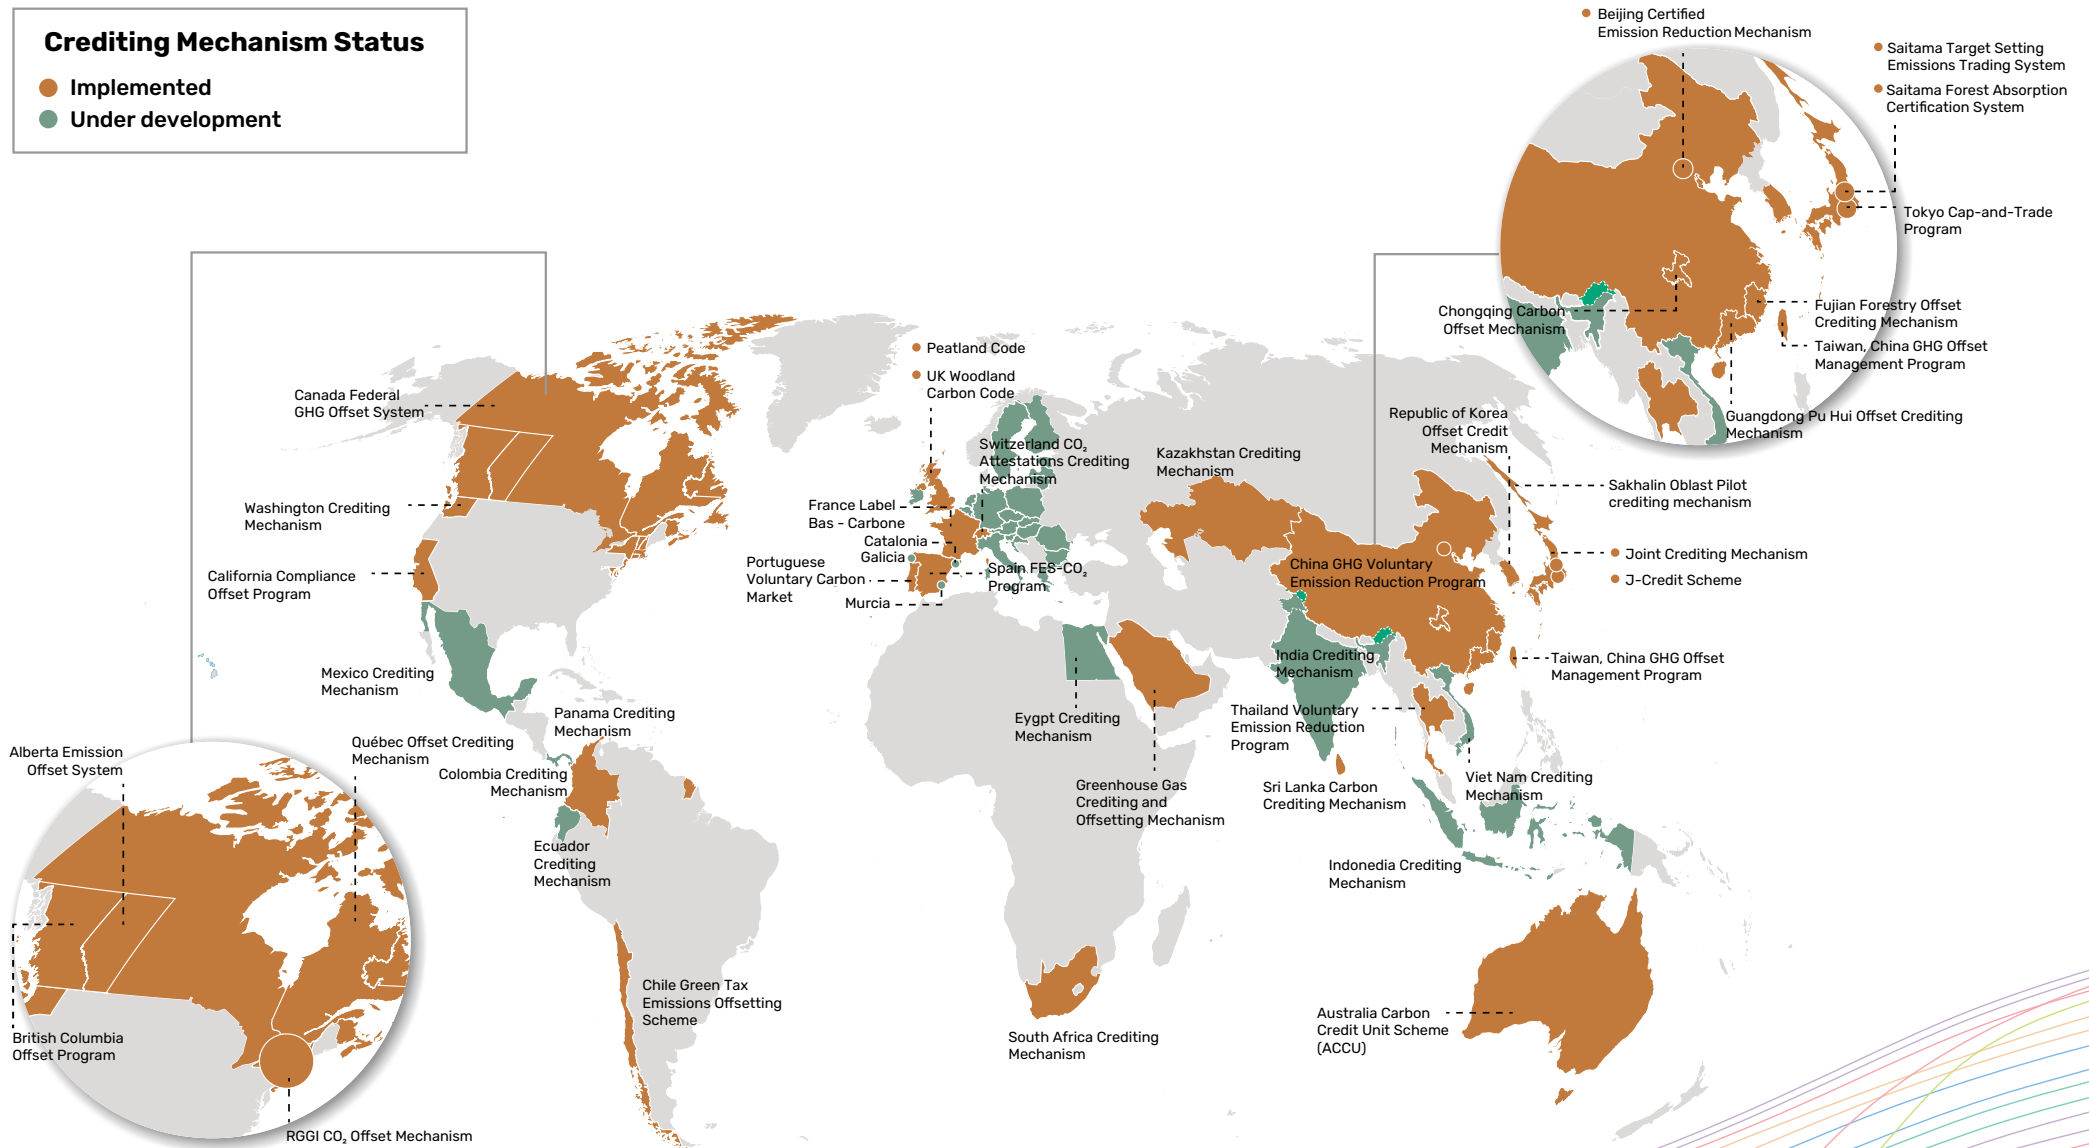 Crediting Mechanism Status
Implemented
Under development
Beijing Certified
Emission Reduction Mechanism
Saitama Target Setting
Emissions Trading System
Saitama Forest Absorption
Certification System
Tokyo Cap-and-Trade
Program
Chongqing Carbon
Offset Mechanism
Fujian Forestry Offset
Crediting Mechanism
Taiwan, China GHG Offset
Management Program
Guangdong Pu Hui Offset Crediting
Mechanism
Canada Federal
GHG Offset System
Washington Crediting
Mechanism
California Compliance
Offset Program
Mexico Crediting
Mechanism
Peatland Code
UK Woodland
Carbon Code
Switzerland CO₂
Attestations Crediting
Mechanism
France Label
Bas - Carbone
Catalonia
Galicia
Portuguese
Voluntary Carbon
Market
Murcia
Spain FES-CO₂
Program
Kazakhstan Crediting
Mechanism
Republic of Korea
Offset Credit
Mechanism
Sakhalin Oblast Pilot
crediting mechanism
Joint Crediting Mechanism
J-Credit Scheme
China GHG Voluntary
Emission Reduction Program
India Crediting
Mechanism
Taiwan, China GHG Offset
Management Program
Thailand Voluntary
Emission Reduction
Program
Eygpt Crediting
Mechanism
Greenhouse Gas
Crediting and
Offsetting Mechanism
Sri Lanka Carbon
Crediting Mechanism
Viet Nam Crediting
Mechanism
Indonedia Crediting
Mechanism
Panama Crediting
Mechanism
Québec Offset Crediting
Mechanism
Colombia Crediting
Mechanism
Ecuador
Crediting
Mechanism
Alberta Emission
Offset System
British Columbia
Offset Program
RGGI CO₂ Offset Mechanism
Chile Green Tax
Emissions Offsetting
Scheme
South Africa Crediting
Mechanism
Australia Carbon
Credit Unit Scheme
(ACCU)